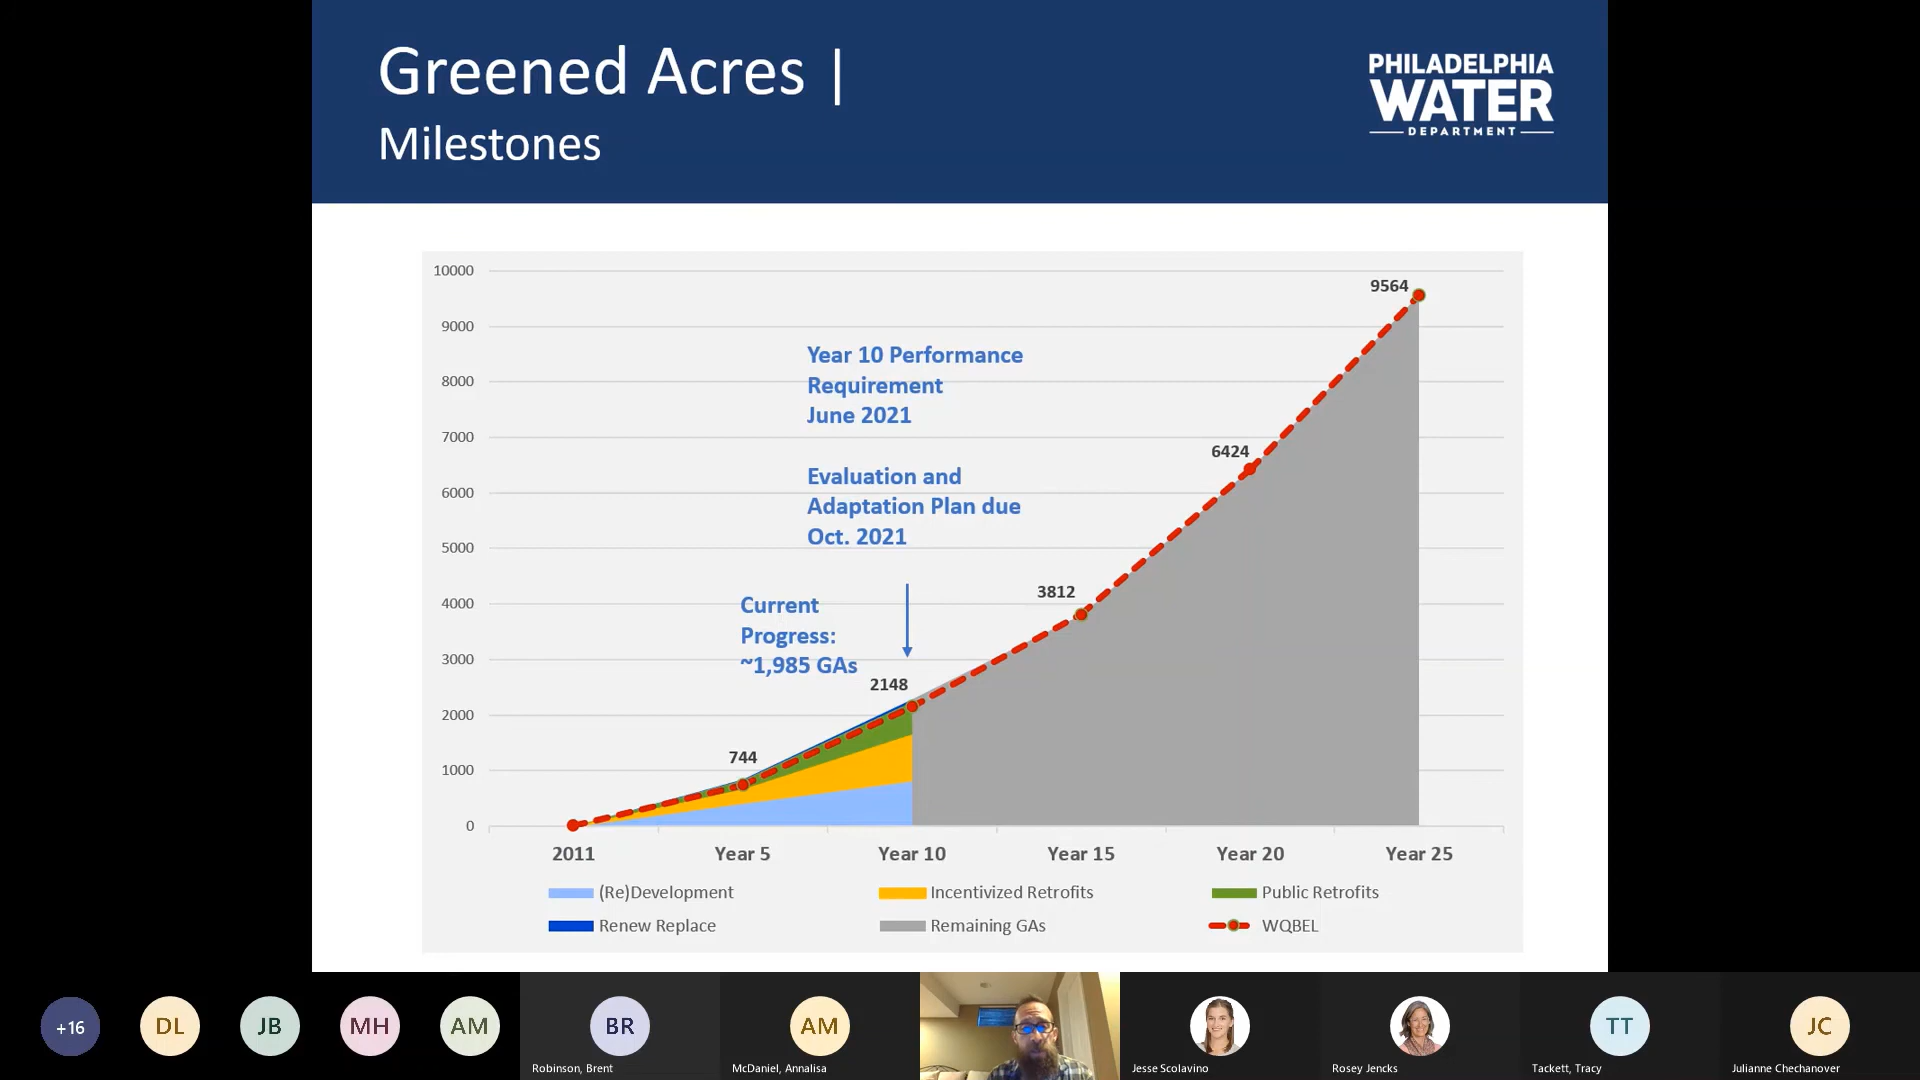 Greened Acres |
Milestones
PHILADELPHIA
WATER
DEPARTMENT
10000
9000
8000
7000
6000
5000
4000
3000
2000
1000
0
9564
6424
3812
2148
744
Year 10 Performance
Requirement
June 2021
Evaluation and
Adaptation Plan due
Oct. 2021
Current
Progress:
~1,985 GAs
2011 Year 5 Year 10 Year 15 Year 20 Year 25
(Re)Development Incentivized Retrofits Public Retrofits
Renew Replace Remaining GAs WQBEL
+16 DL JB MH AM BR AM TT JC
Robinson, Brent McDaniel, Annalisa Jesse Scolavino Rosey Jencks Tackett, Tracy Julianne Chechanover